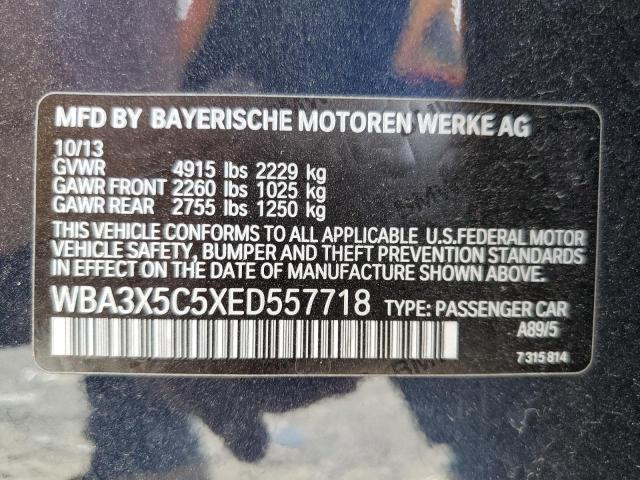 MFD BY BAYERISCHE MOTOREN WERKE AG
10/13
GVWR 4915 lbs 2229 kg
GAWR FRONT 2260 lbs 1025 kg
GAWR REAR 2755 lbs 1250 kg
THIS VEHICLE CONFORMS TO ALL APPLICABLE U.S.FEDERAL MOTOR
VEHICLE SAFETY, BUMPER AND THEFT PREVENTION STANDARDS IN
EFFECT ON THE DATE OF MANUFACTURE SHOWN ABOVE.
WBA3X5C5XED557718 TYPE: PASSENGER CAR
A89/5
7 315 814